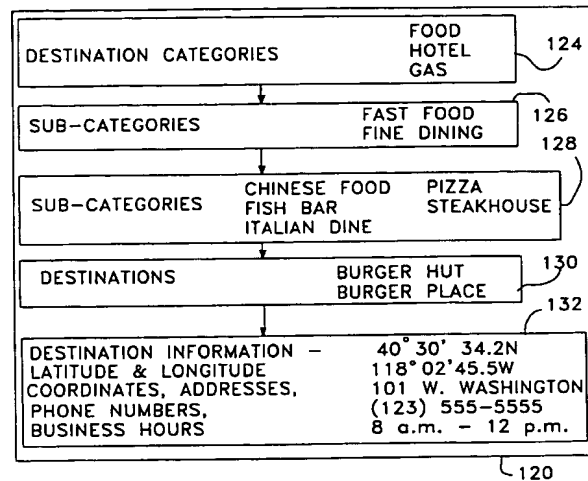 FOOD
DESTINATION CATEGORIES HOTEL
GAS
124
SUB-CATEGORIES FAST FOOD
FINE DINING
126
128
SUB-CATEGORIES CHINESE FOOD PIZZA
FISH BAR STEAKHOUSE
ITALIAN DINE
DESTINATIONS BURGER HUT
BURGER PLACE
130
132
DESTINATION INFORMATION – 40° 30' 34.2N
LATITUDE & LONGITUDE 118° 02'45.5W
COORDINATES, ADDRESSES, 101 W. WASHINGTON
PHONE NUMBERS, (123) 555-5555
BUSINESS HOURS 8 a.m. – 12 p.m.
120